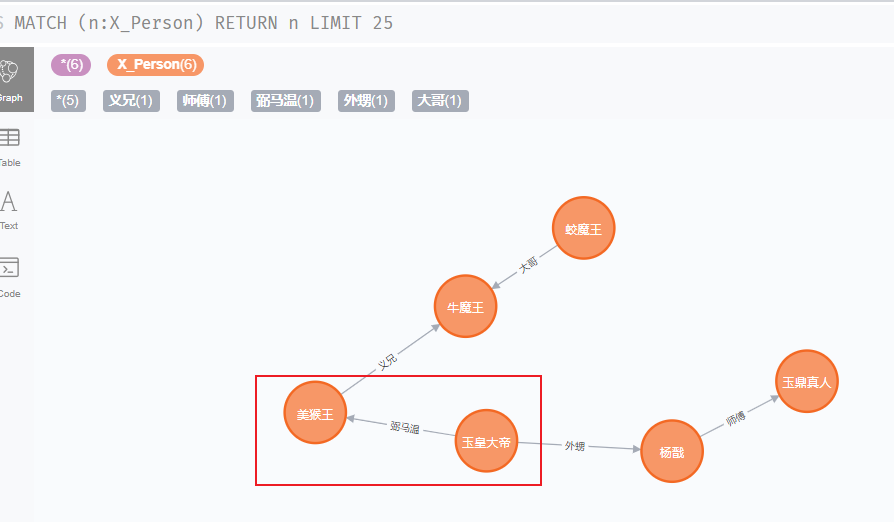 MATCH (n:X_Person) RETURN n LIMIT 25
*(6) X_Person(6)
*(5) 义兄(1) 师傅(1) 弼马温(1) 外甥(1) 大哥(1)
Graph
Table
Text
Code
蛟魔王
大哥
牛魔王
义兄
美猴王
弼马温
玉皇大帝
外甥
杨戬
师傅
玉鼎真人